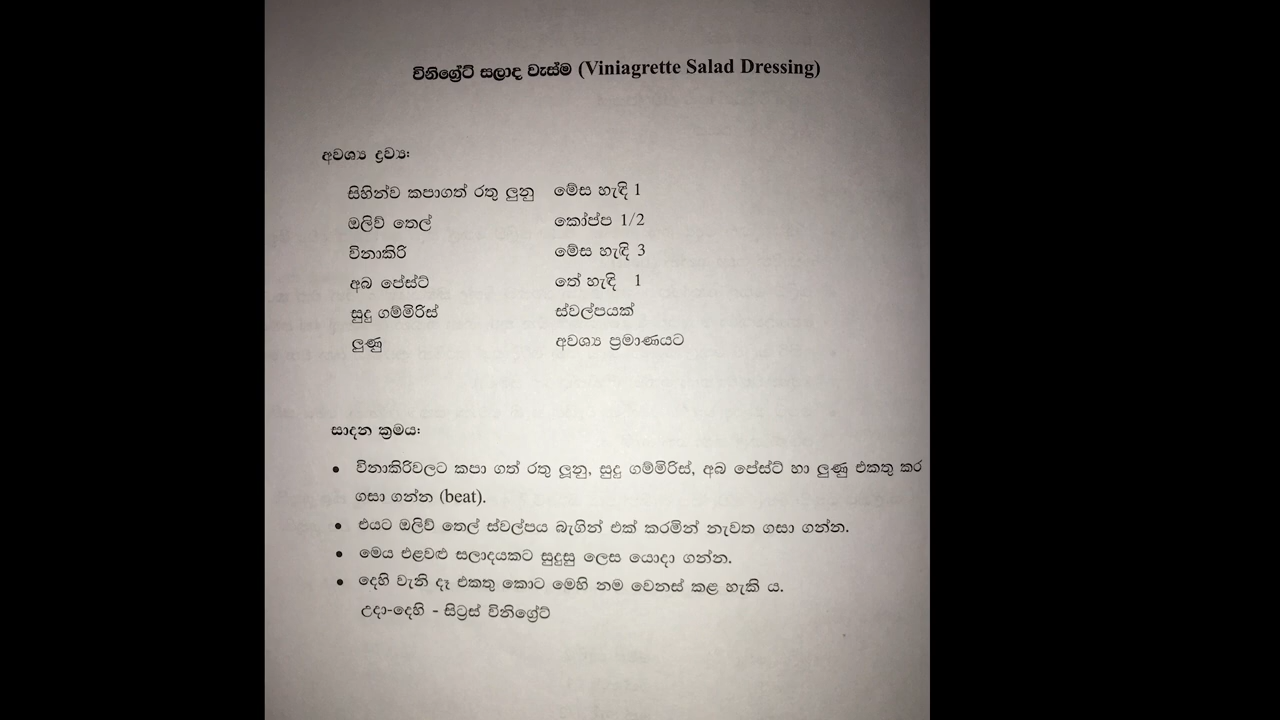 විනිග්‍රේට් සලාද වැස්ම (Viniagrette Salad Dressing)
අවශ්‍ය ද්‍රව්‍ය:
සිහින්ව කපාගත් රතු ලුනු මේස හැඳි 1
ඔලිව් තෙල් කෝප්ප 1/2
විනාකිරි මේස හැඳි 3
අබ පේස්ට් තේ හැඳි 1
සුදු ගම්මිරිස් ස්වල්පයක්
ලුණු අවශ්‍ය ප්‍රමාණයට
සාදන ක්‍රමය:
• විනාකිරිවලට කපා ගත් රතු ලූනු, සුදු ගම්මිරිස්, අබ පේස්ට් හා ලුණු එකතු කර
ගසා ගන්න (beat).
• එයට ඔලිව් තෙල් ස්වල්පය බැගින් එක් කරමින් නැවත ගසා ගන්න.
• මෙය එළවළු සලාදයකට සුදුසු ලෙස යොදා ගන්න.
• දෙහි වැනි දෑ එකතු කොට මෙහි නම වෙනස් කළ හැකි ය.
උදා-දෙහි - සිට්‍රස් විනිග්‍රේට්